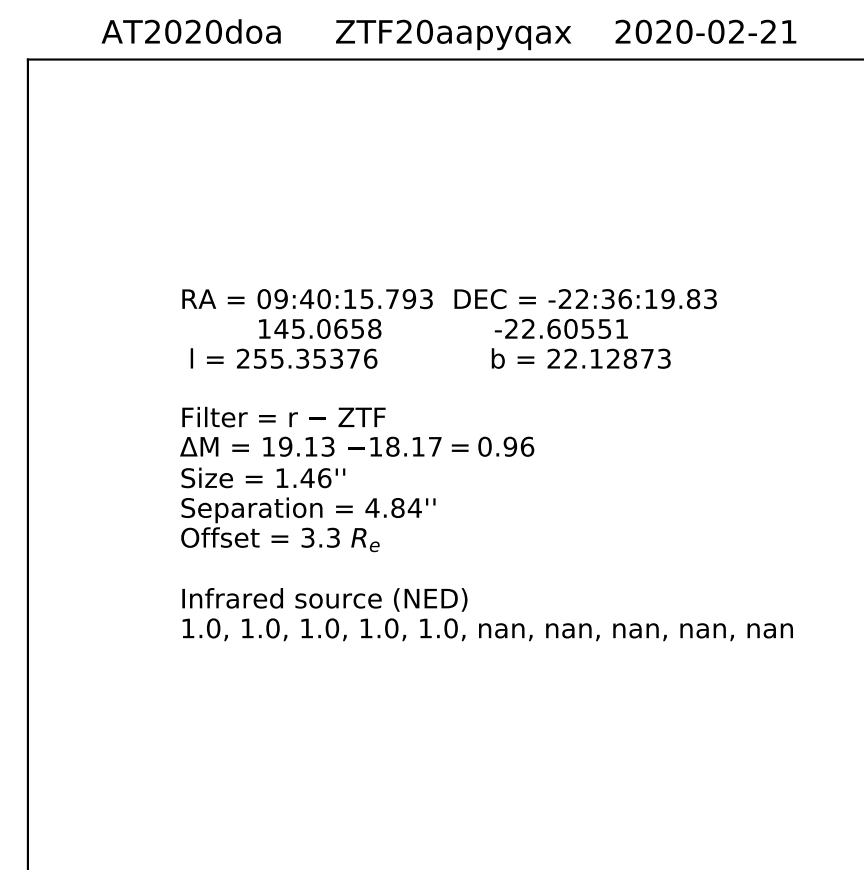 AT2020doa ZTF20aapyqax 2020-02-21
RA = 09:40:15.793 DEC = -22:36:19.83
145.0658 -22.60551
l = 255.35376 b = 22.12873
Filter = r − ZTF
ΔM = 19.13 −18.17 = 0.96
Size = 1.46''
Separation = 4.84''
Offset = 3.3 Rₑ
Infrared source (NED)
1.0, 1.0, 1.0, 1.0, 1.0, nan, nan, nan, nan, nan